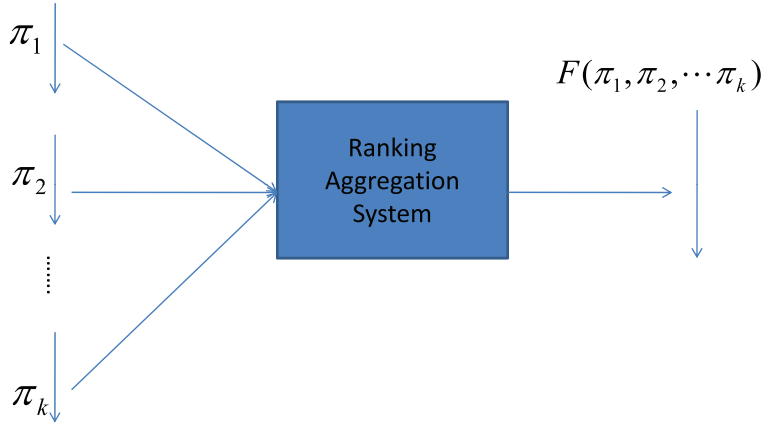 π₁
π₂
......
πₖ
Ranking
Aggregation
System
F(π₁,π₂,⋯πₖ)